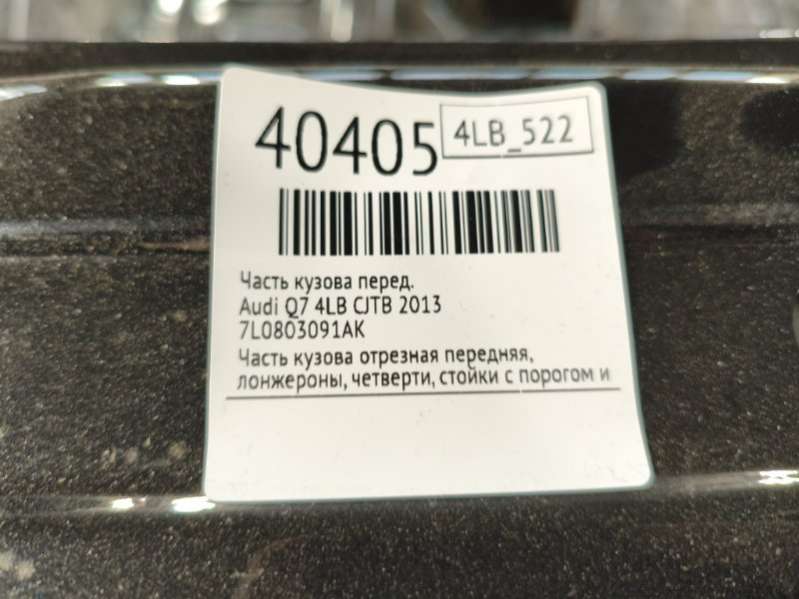 40405
4LB_522
Часть кузова перед.
Audi Q7 4LB CJTB 2013
7L0803091AK
Часть кузова отрезная передняя,
лонжероны, четверти, стойки с порогом и